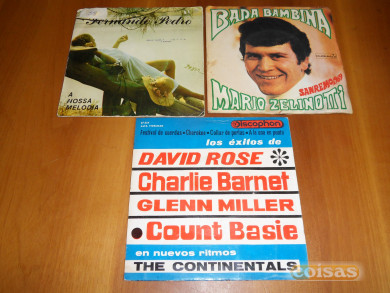 Fernando Pedro
A NOSSA
MELODIA
BADA BAMBINA
SANREMO
MARIO ZELINOTTI
discophon
los éxitos de
DAVID ROSE
Charlie Barnet
GLENN MILLER
Count Basie
en nuevos ritmos
THE CONTINENTALS
coisas